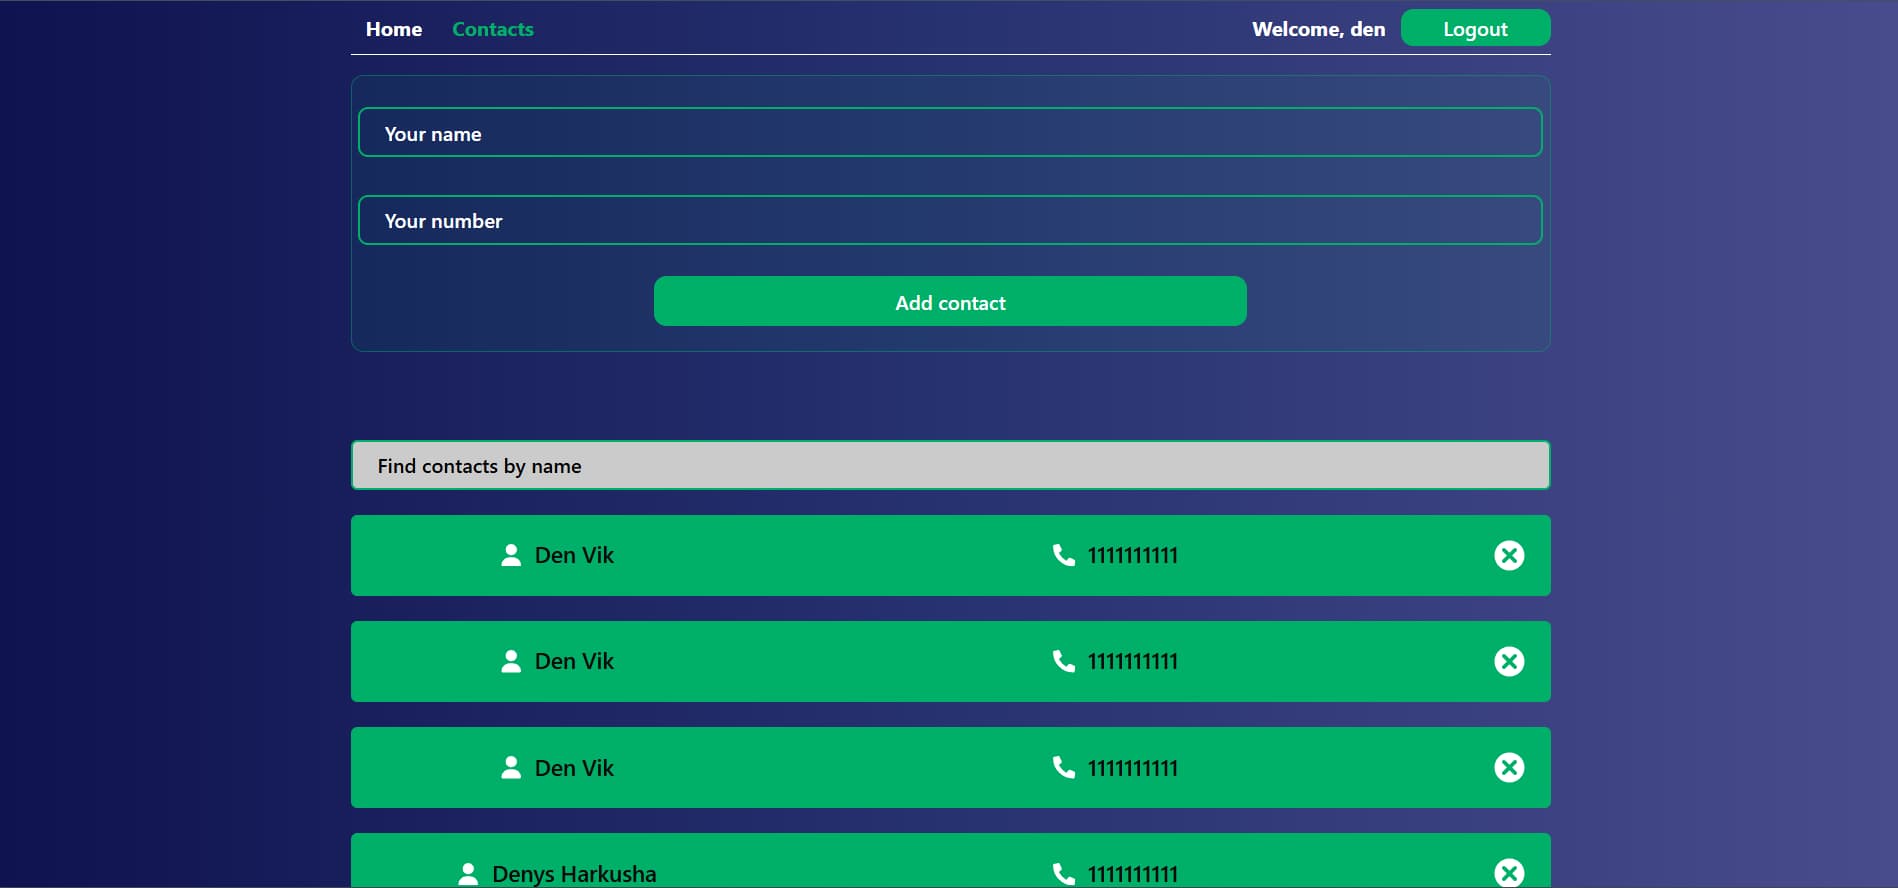 Home Contacts Welcome, den Logout
Your name
Your number
Add contact
Find contacts by name
Den Vik 1111111111
Den Vik 1111111111
Den Vik 1111111111
Denys Harkusha 1111111111